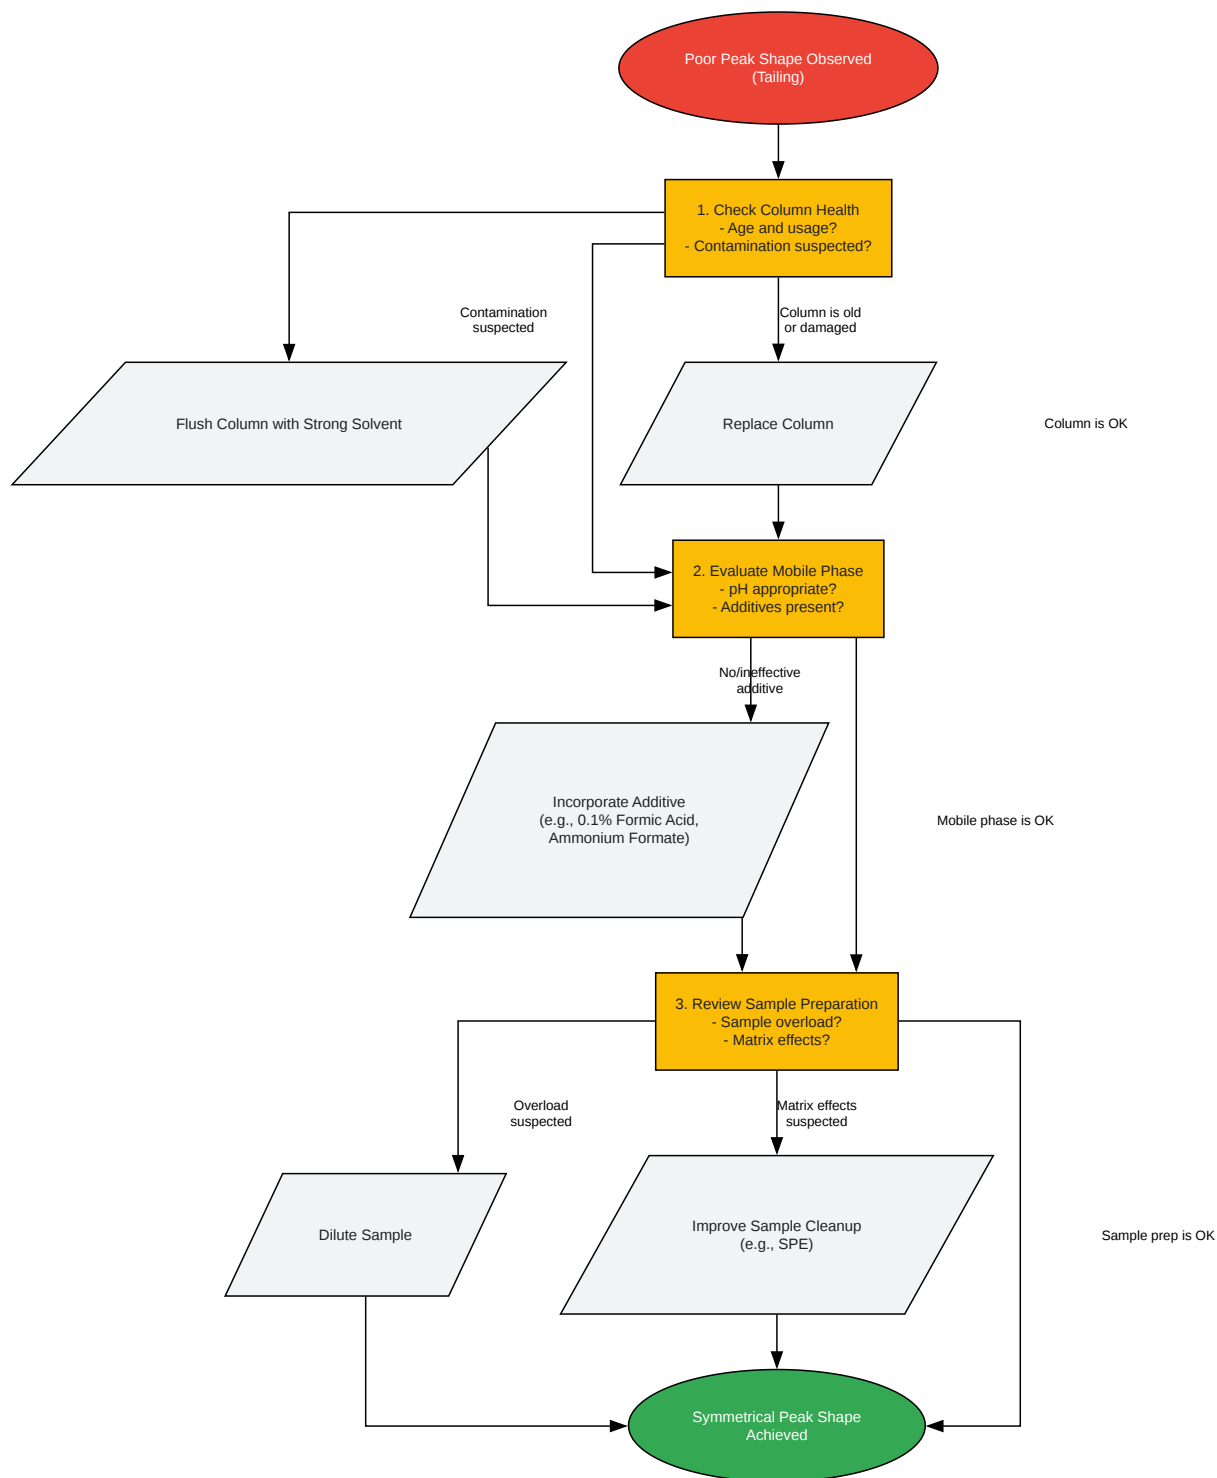 Poor Peak Shape Observed
(Tailing)
1. Check Column Health
- Age and usage?
- Contamination suspected?
Contamination
suspected
Column is old
or damaged
Flush Column with Strong Solvent
Replace Column
Column is OK
2. Evaluate Mobile Phase
- pH appropriate?
- Additives present?
No/ineffective
additive
Incorporate Additive
(e.g., 0.1% Formic Acid,
Ammonium Formate)
Mobile phase is OK
3. Review Sample Preparation
- Sample overload?
- Matrix effects?
Overload
suspected
Matrix effects
suspected
Dilute Sample
Improve Sample Cleanup
(e.g., SPE)
Sample prep is OK
Symmetrical Peak Shape
Achieved